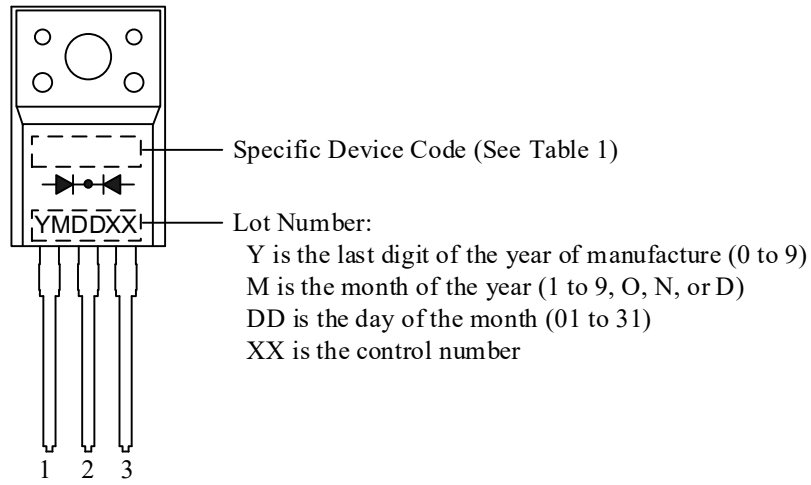 Specific Device Code (See Table 1)
YMDDXX
Lot Number:
Y is the last digit of the year of manufacture (0 to 9)
M is the month of the year (1 to 9, O, N, or D)
DD is the day of the month (01 to 31)
XX is the control number
1 2 3